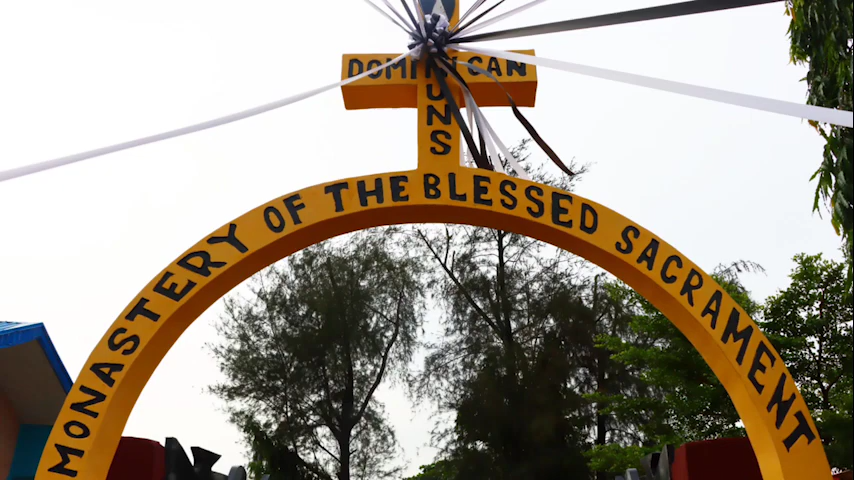 DOMINICAN
NUNS
MONASTERY OF THE BLESSED SACRAMENT